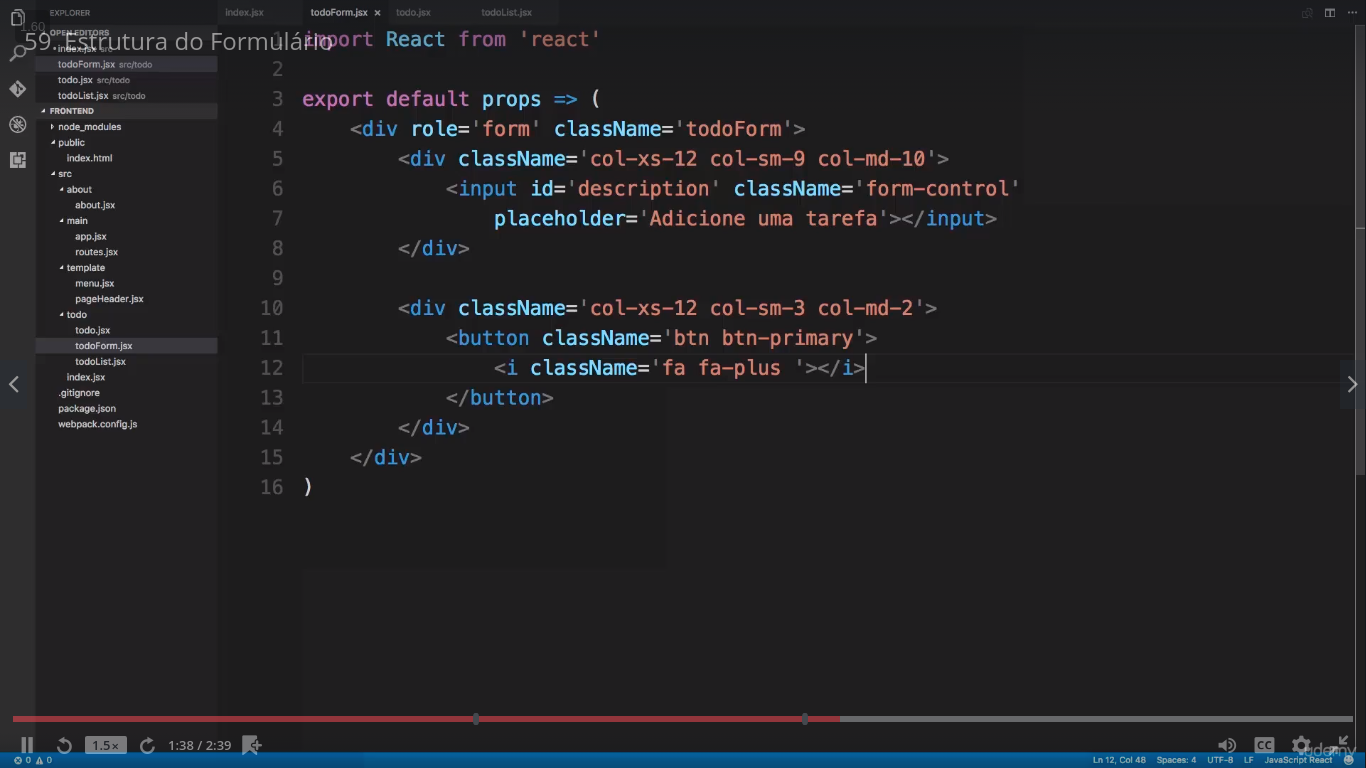 EXPLORER
index.jsx
todoForm.jsx ×
todo.jsx
todoList.jsx
1.60
OPEN EDITORS
59. Estrutura do Formulário
index.jsx src
todoForm.jsx src/todo
todo.jsx src/todo
todoList.jsx src/todo
FRONTEND
node_modules
public
index.html
src
about
about.jsx
main
app.jsx
routes.jsx
template
menu.jsx
pageHeader.jsx
todo
todo.jsx
todoForm.jsx
todoList.jsx
index.jsx
.gitignore
package.json
webpack.config.js
1 import React from 'react'
2
3 export default props => (
4 <div role='form' className='todoForm'>
5 <div className='col-xs-12 col-sm-9 col-md-10'>
6 <input id='description' className='form-control'
7 placeholder='Adicione uma tarefa'></input>
8 </div>
9
10 <div className='col-xs-12 col-sm-3 col-md-2'>
11 <button className='btn btn-primary'>
12 <i className='fa fa-plus '></i>
13 </button>
14 </div>
15 </div>
16 )
1.5×
1:38 / 2:39
CC
udemy
0 0
Ln 12, Col 48
Spaces: 4
UTF-8
LF
JavaScript React